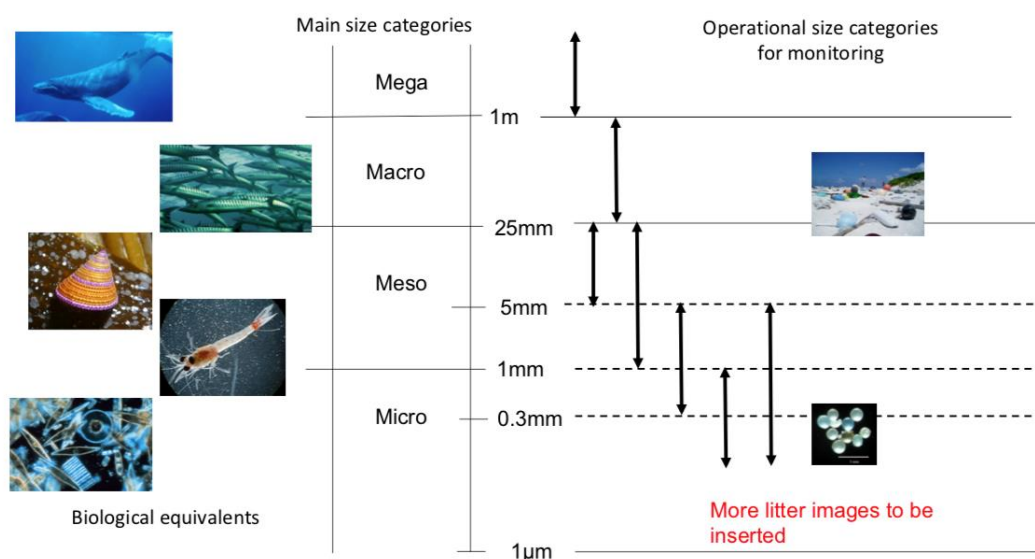 Main size categories
Operational size categories
for monitoring
Mega
1m
Macro
25mm
Meso
5mm
1mm
Micro
0.3mm
More litter images to be
inserted
Biological equivalents
1µm